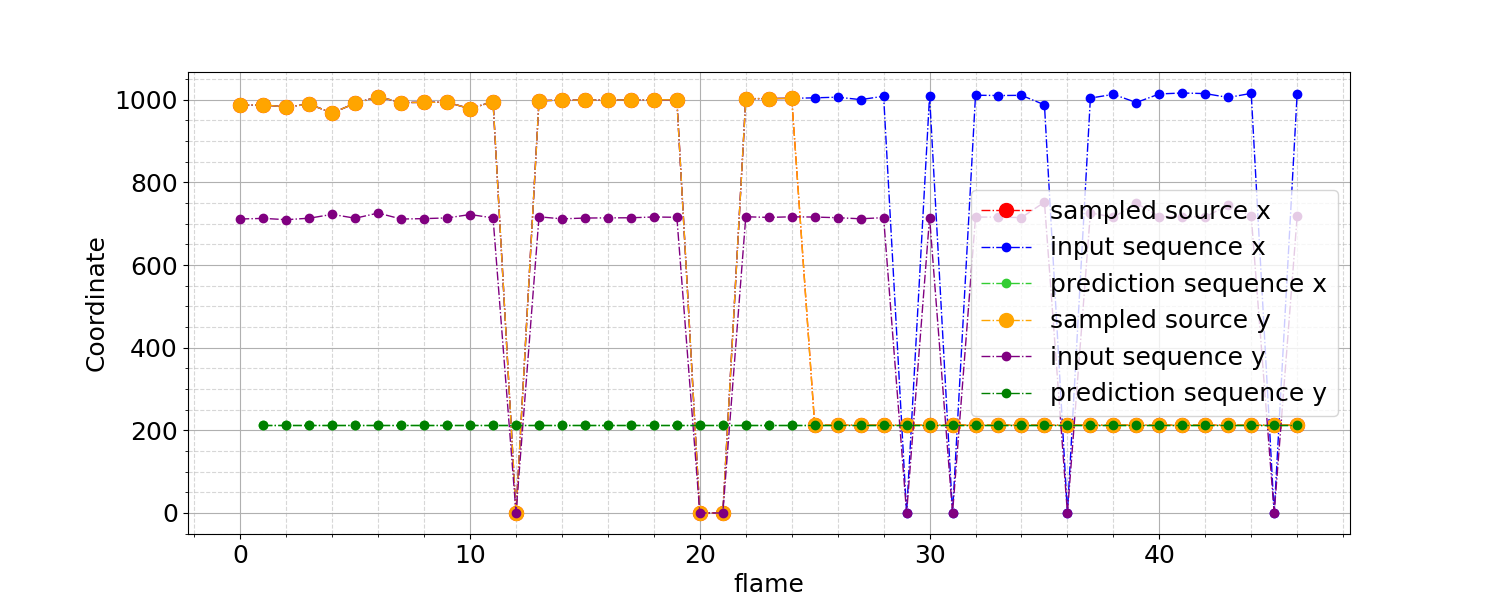 1000
800
600
400
200
0
Coordinate
sampled source x
input sequence x
prediction sequence x
sampled source y
input sequence y
prediction sequence y
0 10 20 30 40
flame